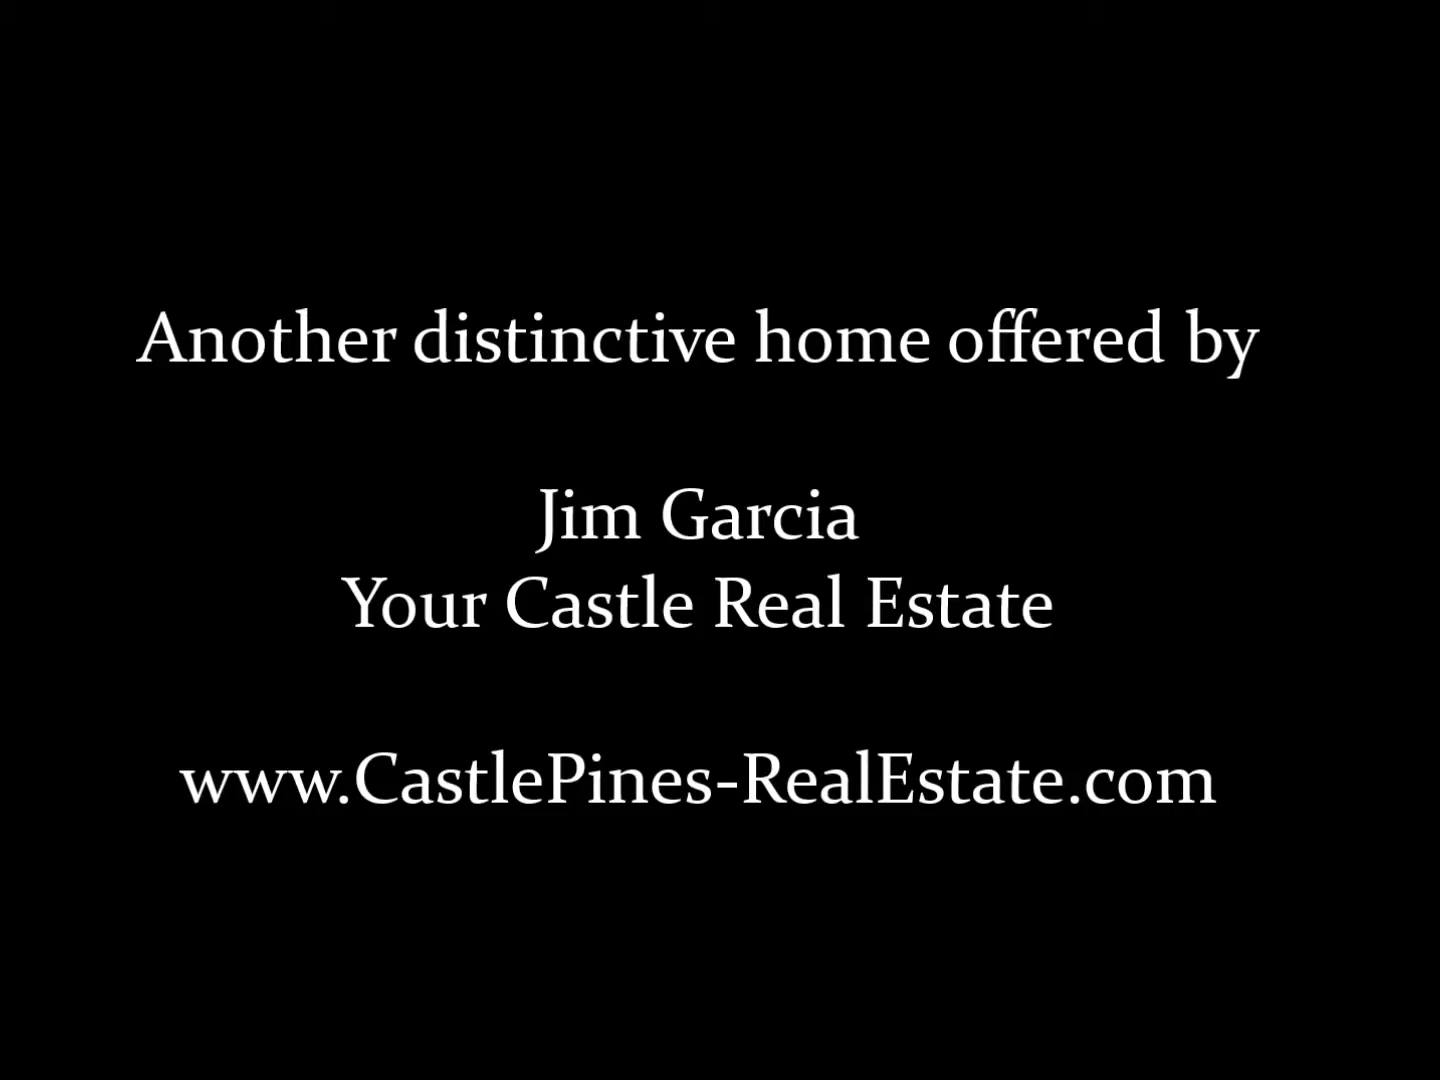 Another distinctive home offered by
Jim Garcia
Your Castle Real Estate
www.CastlePines-RealEstate.com